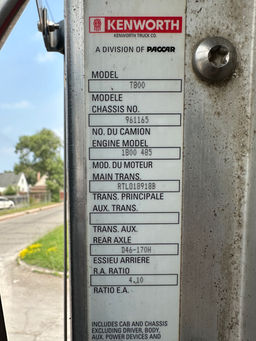 KENWORTH
KENWORTH TRUCK CO.
A DIVISION OF PACCAR
MODEL
T800
MODELE
CHASSIS NO.
961165
NO. DU CAMION
ENGINE MODEL
1800 485
MOD. DU MOTEUR
MAIN TRANS.
RTLO18918B
TRANS. PRINCIPALE
AUX. TRANS.
TRANS. AUX.
REAR AXLE
D46-170H
ESSIEU ARRIERE
R.A. RATIO
4.10
RATIO E.A.
INCLUDES CAB AND CHASSIS
EXCLUDING DRIVER, BODY,
AUX. POWER DEVICES AND